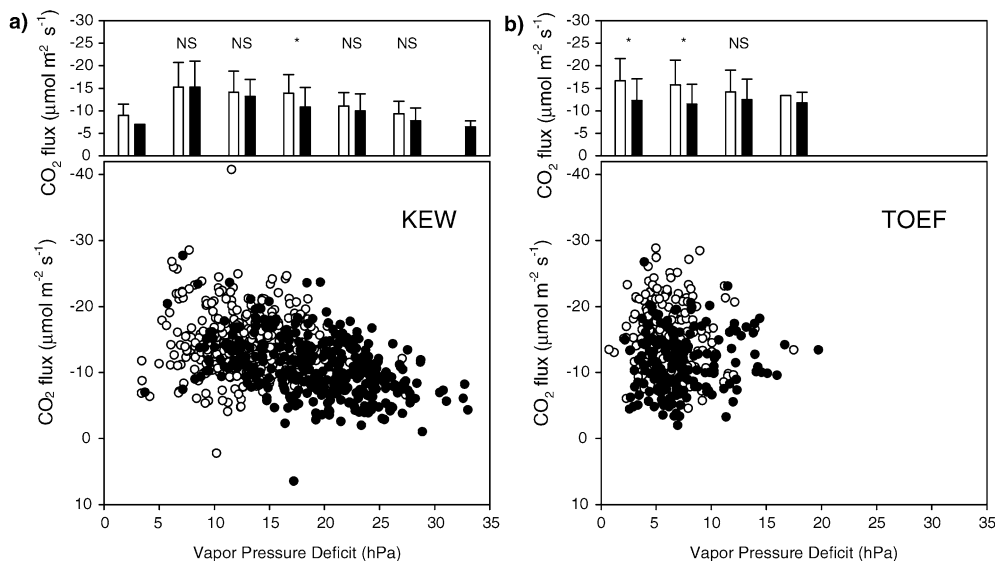 a)
CO2 flux (μmol m-2 s-1)
-30
-25
-20
-15
-10
-5
0
NS NS * NS NS
CO2 flux (μmol m-2 s-1)
-40
-30
-20
-10
0
10
KEW
0 5 10 15 20 25 30 35
Vapor Pressure Deficit (hPa)
b)
CO2 flux (μmol m-2 s-1)
-30
-25
-20
-15
-10
-5
0
* * NS
CO2 flux (μmol m-2 s-1)
-40
-30
-20
-10
0
10
TOEF
0 5 10 15 20 25 30 35
Vapor Pressure Deficit (hPa)